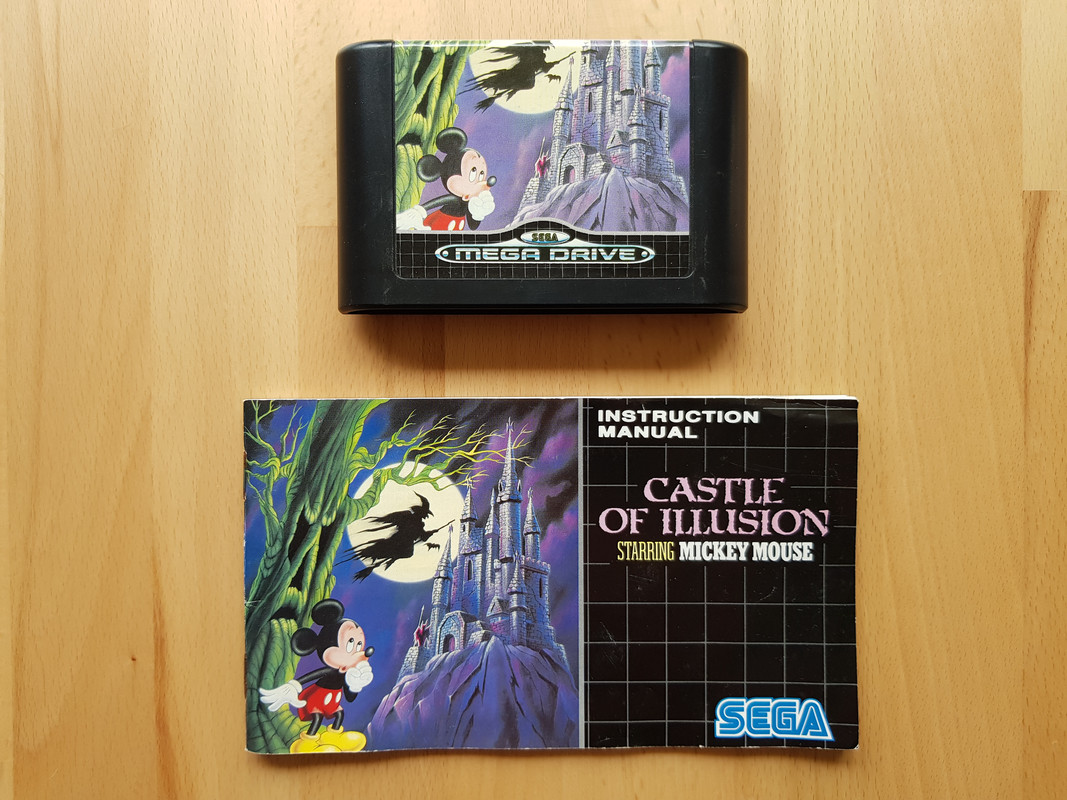 SEGA
MEGA DRIVE
INSTRUCTION
MANUAL
CASTLE
OF ILLUSION
STARRING MICKEY MOUSE
SEGA